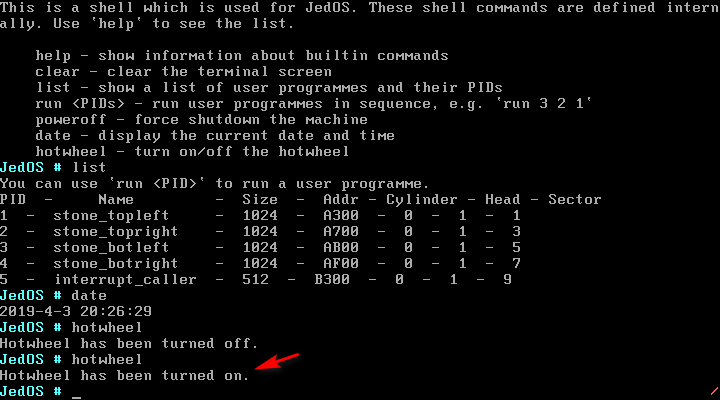 This is a shell which is used for JedOS. These shell commands are defined intern
ally. Use 'help' to see the list.
help - show information about builtin commands
clear - clear the terminal screen
list - show a list of user programmes and their PIDs
run <PIDs> - run user programmes in sequence, e.g. 'run 3 2 1'
poweroff - force shutdown the machine
date - display the current date and time
hotwheel - turn on/off the hotwheel
JedOS # list
You can use 'run <PID>' to run a user programme.
PID - Name - Size - Addr - Cylinder - Head - Sector
1 - stone_topleft - 1024 - A300 - 0 - 1 - 1
2 - stone_topright - 1024 - A700 - 0 - 1 - 3
3 - stone_botleft - 1024 - AB00 - 0 - 1 - 5
4 - stone_botright - 1024 - AF00 - 0 - 1 - 7
5 - interrupt_caller - 512 - B300 - 0 - 1 - 9
JedOS # date
2019-4-3 20:26:29
JedOS # hotwheel
Hotwheel has been turned off.
JedOS # hotwheel
Hotwheel has been turned on.
JedOS # _ /